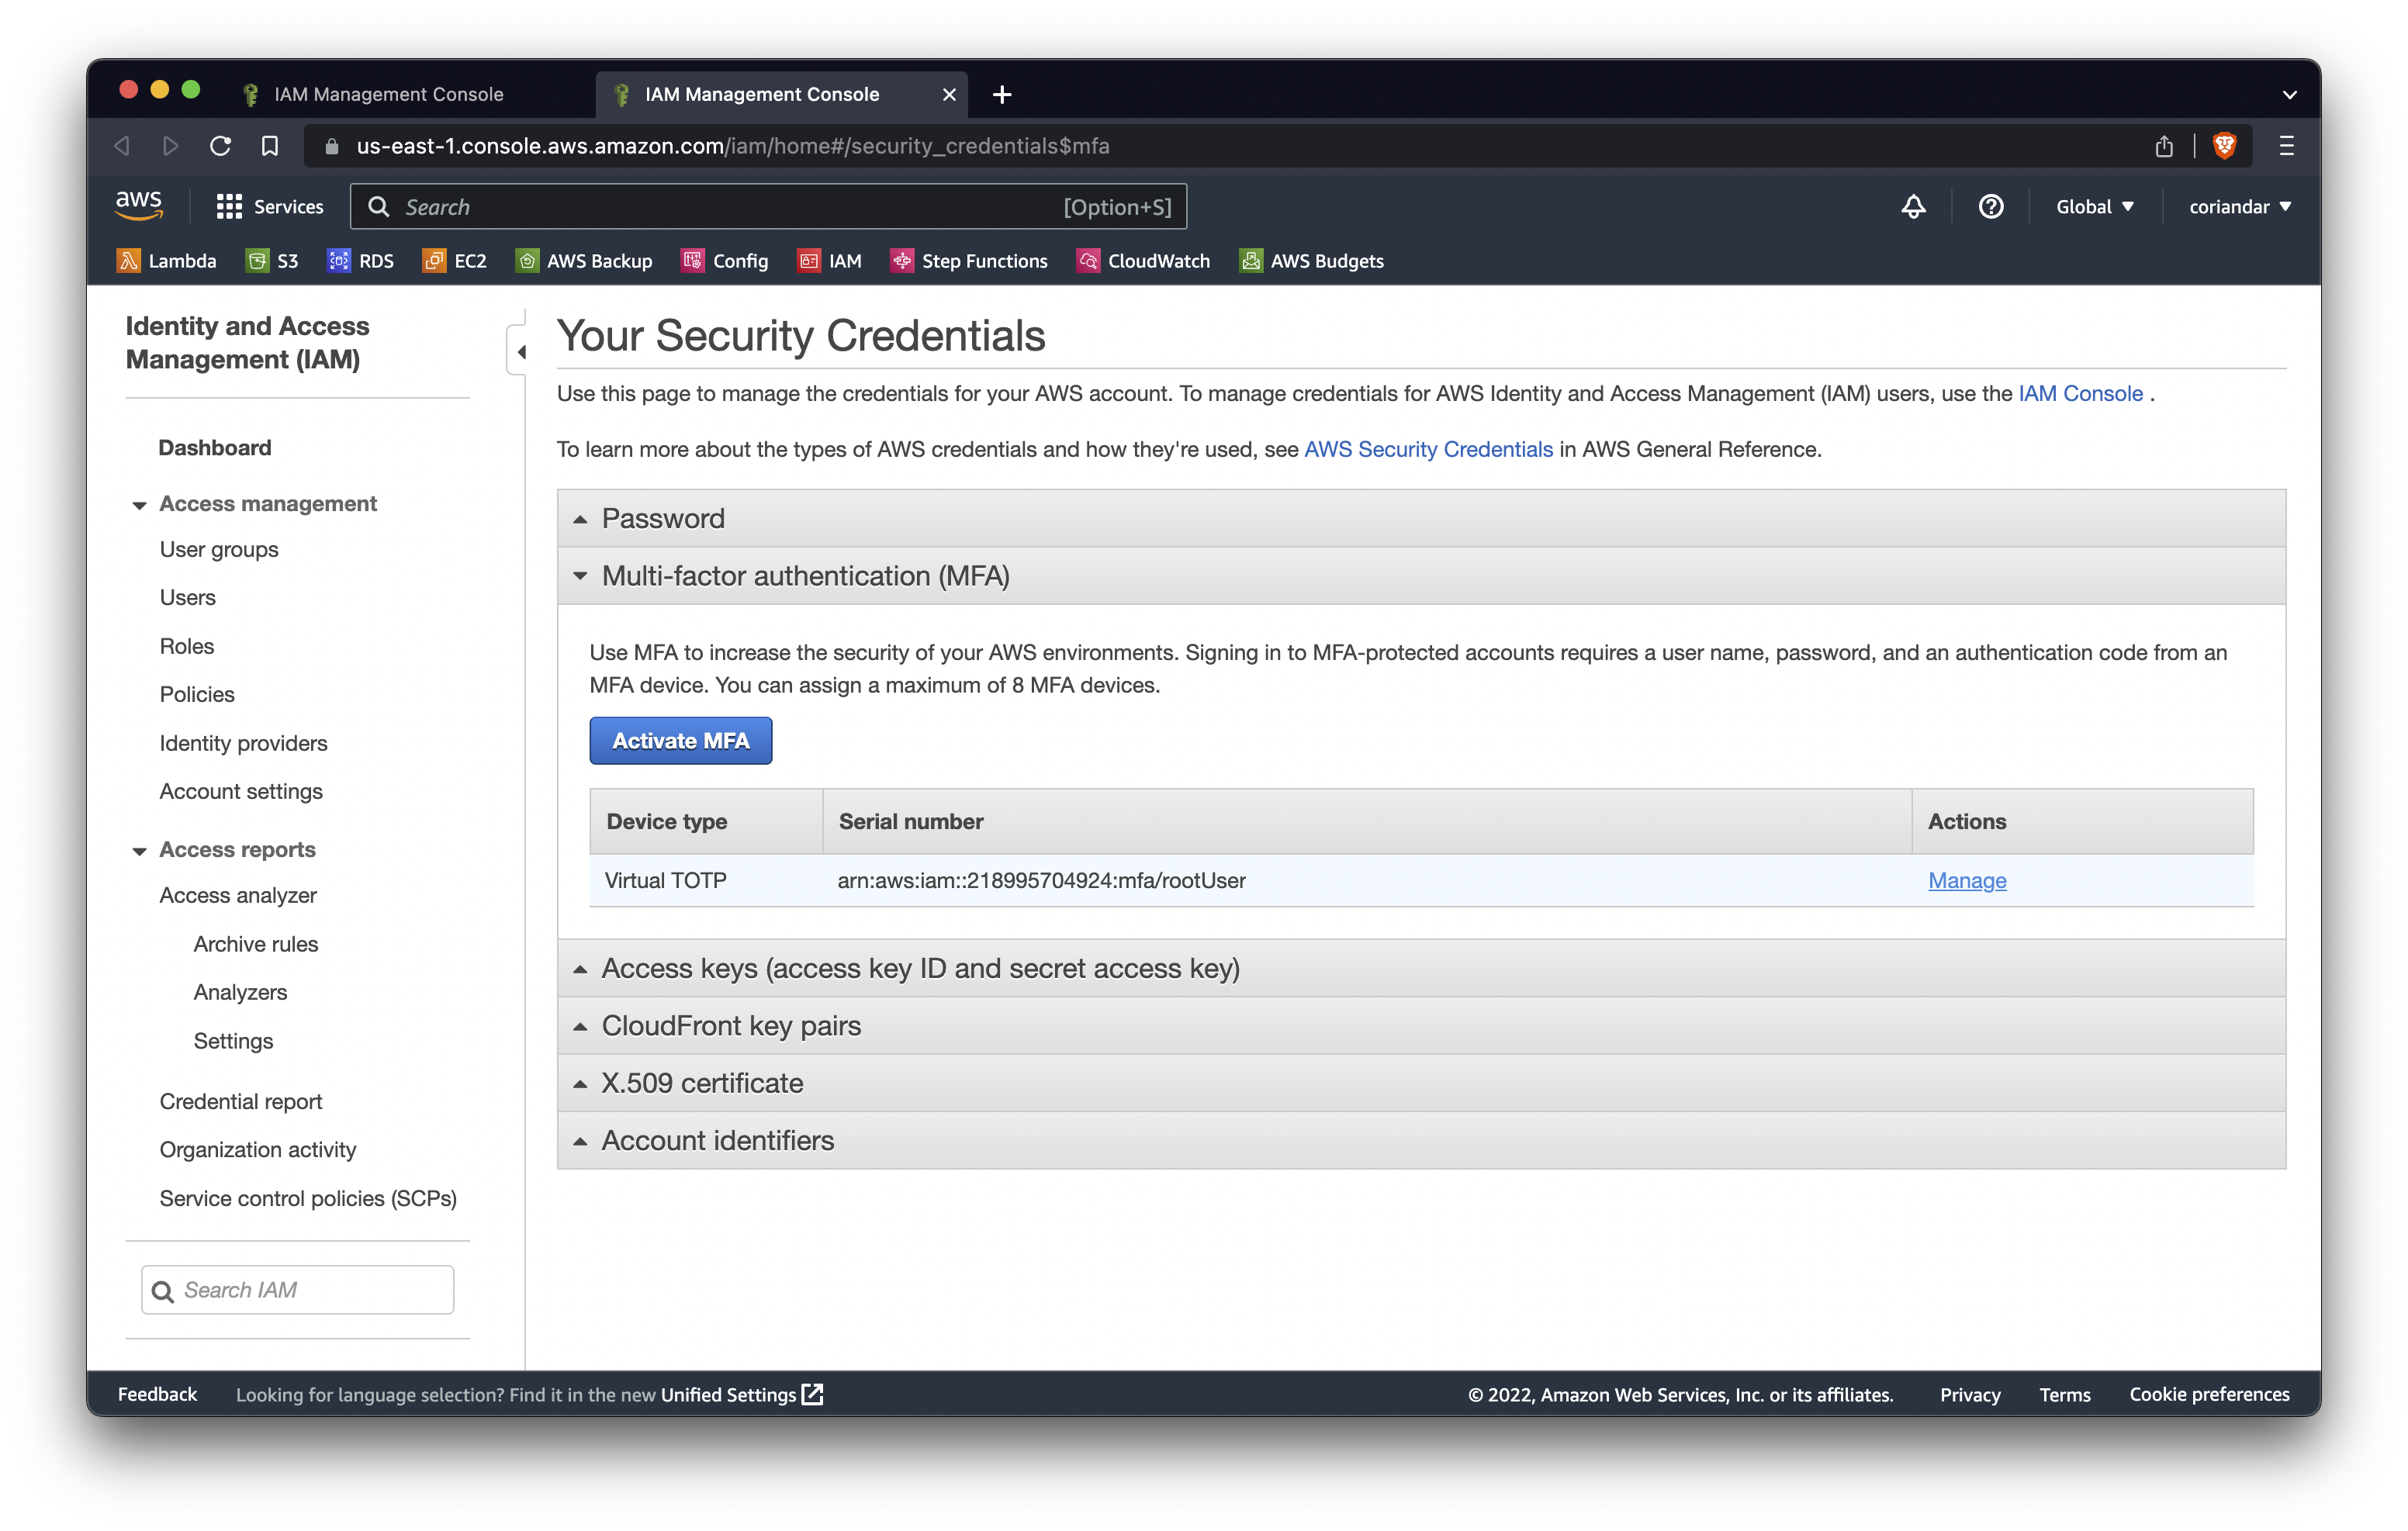 IAM Management Console
IAM Management Console
us-east-1.console.aws.amazon.com/iam/home#/security_credentials$mfa
aws
Services
Search
[Option+S]
Global
coriandar
Lambda
S3
RDS
EC2
AWS Backup
Config
IAM
Step Functions
CloudWatch
AWS Budgets
Identity and Access
Management (IAM)
Dashboard
Access management
User groups
Users
Roles
Policies
Identity providers
Account settings
Access reports
Access analyzer
Archive rules
Analyzers
Settings
Credential report
Organization activity
Service control policies (SCPs)
Search IAM
Your Security Credentials
Use this page to manage the credentials for your AWS account. To manage credentials for AWS Identity and Access Management (IAM) users, use the IAM Console .
To learn more about the types of AWS credentials and how they're used, see AWS Security Credentials in AWS General Reference.
Password
Multi-factor authentication (MFA)
Use MFA to increase the security of your AWS environments. Signing in to MFA-protected accounts requires a user name, password, and an authentication code from an
MFA device. You can assign a maximum of 8 MFA devices.
Activate MFA
Device type
Serial number
Actions
Virtual TOTP
arn:aws:iam::218995704924:mfa/rootUser
Manage
Access keys (access key ID and secret access key)
CloudFront key pairs
X.509 certificate
Account identifiers
Feedback
Looking for language selection? Find it in the new Unified Settings
© 2022, Amazon Web Services, Inc. or its affiliates.
Privacy
Terms
Cookie preferences